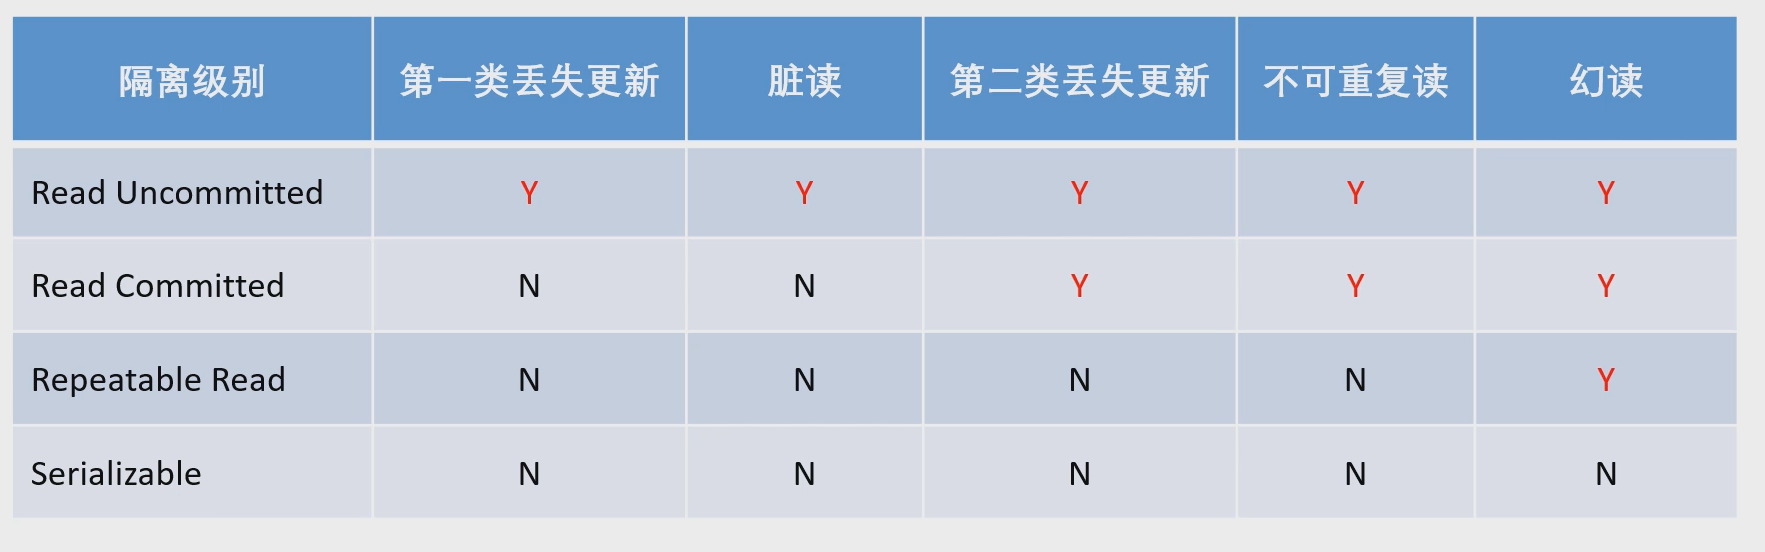 隔离级别 第一类丢失更新 脏读 第二类丢失更新 不可重复读 幻读
Read Uncommitted Y Y Y Y Y
Read Committed N N Y Y Y
Repeatable Read N N N N Y
Serializable N N N N N